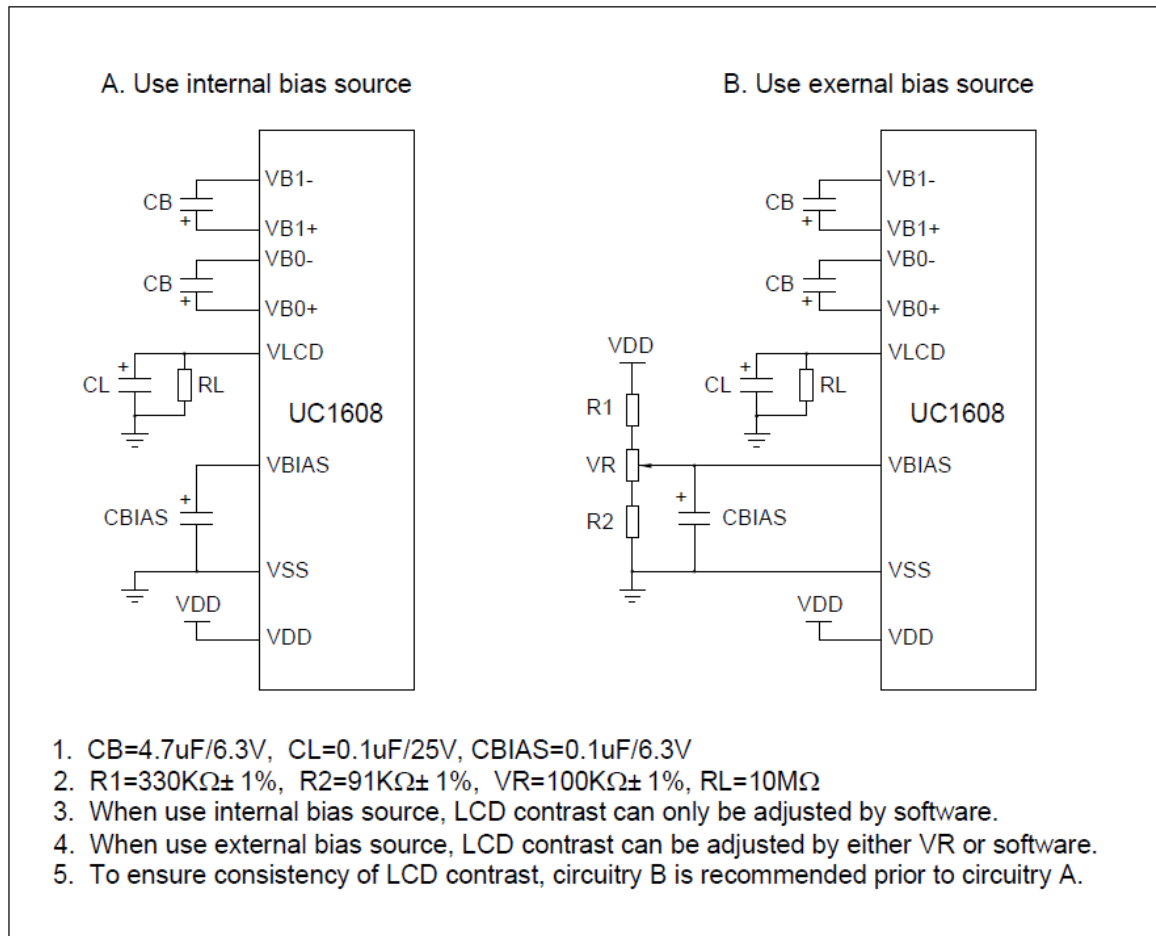 A. Use internal bias source
VB1-
CB
+
VB1+
VB0-
CB
+
VB0+
VLCD
+
CL
RL
UC1608
VBIAS
+
CBIAS
VSS
VDD
VDD
B. Use exernal bias source
VB1-
CB
+
VB1+
VB0-
CB
+
VB0+
VDD
VLCD
+
CL
RL
R1
UC1608
VR
VBIAS
+
R2
CBIAS
VSS
VDD
VDD
1. CB=4.7uF/6.3V, CL=0.1uF/25V, CBIAS=0.1uF/6.3V
2. R1=330KΩ± 1%, R2=91KΩ± 1%, VR=100KΩ± 1%, RL=10MΩ
3. When use internal bias source, LCD contrast can only be adjusted by software.
4. When use external bias source, LCD contrast can be adjusted by either VR or software.
5. To ensure consistency of LCD contrast, circuitry B is recommended prior to circuitry A.